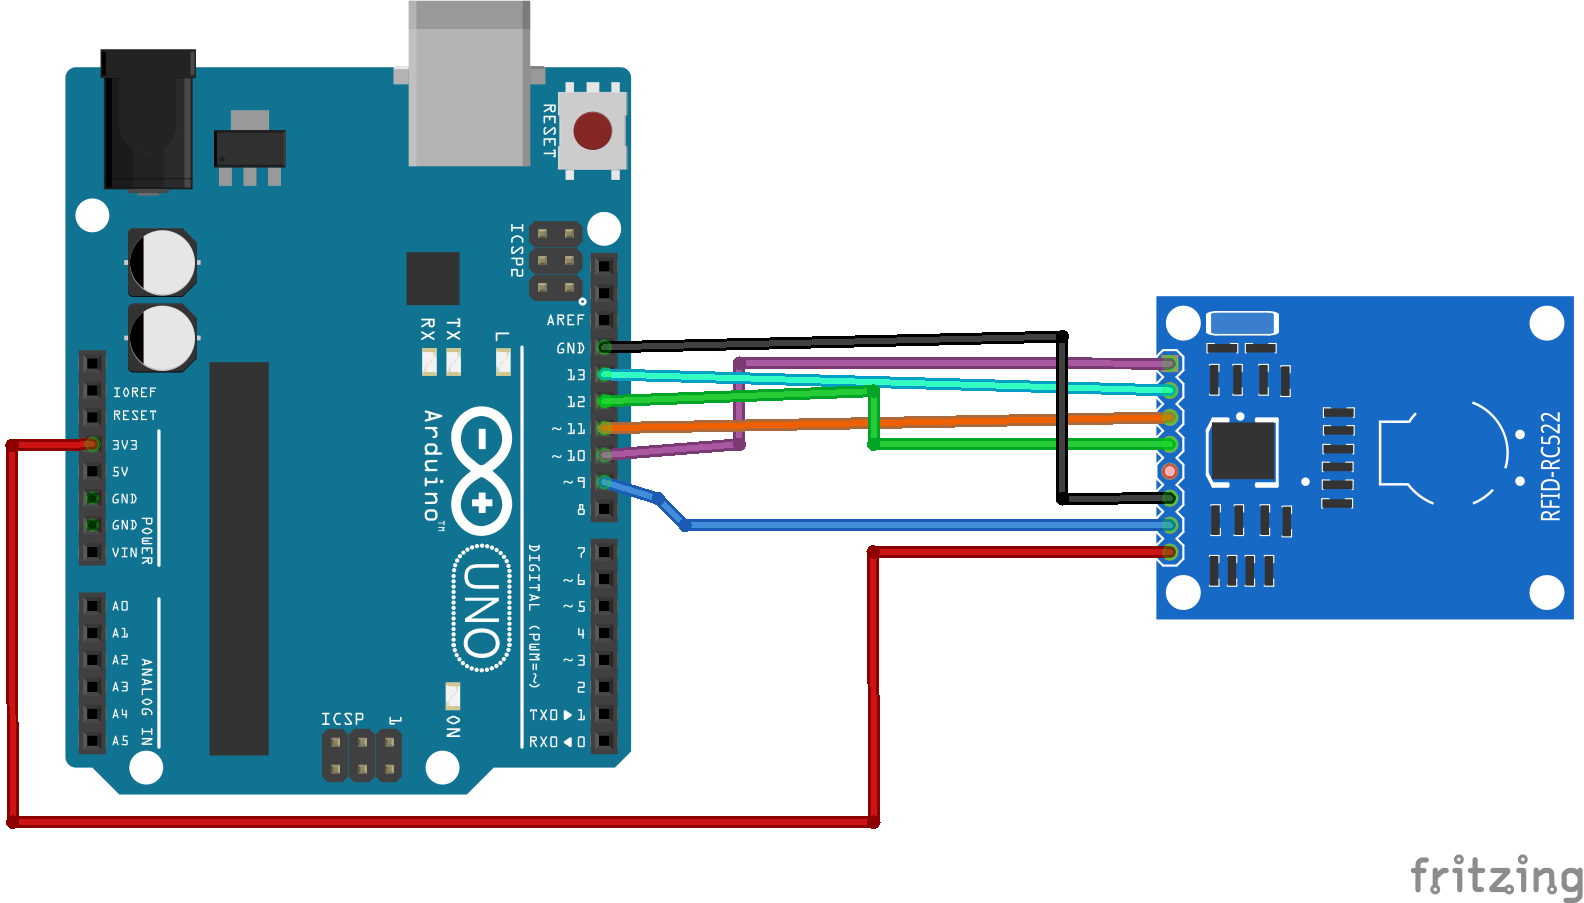 RESET
ICSP2
AREF
GND
13
12
~11
~10
~9
8
RX
TX
L
IOREF
RESET
3V3
5V
GND
GND
VIN
POWER
Arduino™
UNO
7
~6
~5
4
~3
2
TX0▶1
RX0◀0
DIGITAL (PWM=~)
A0
A1
A2
A3
A4
A5
ANALOG IN
ICSP
1
ON
RFID-RC522
fritzing